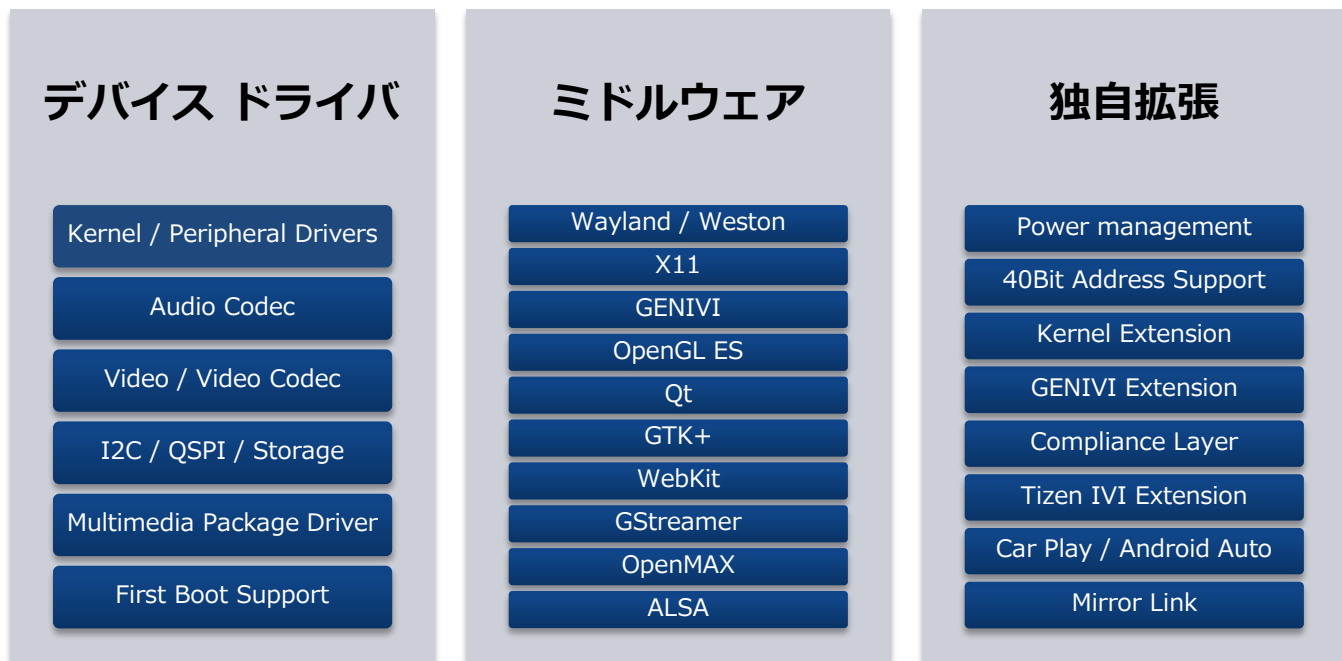 デバイス ドライバ
Kernel / Peripheral Drivers
Audio Codec
Video / Video Codec
I2C / QSPI / Storage
Multimedia Package Driver
First Boot Support
ミドルウェア
Wayland / Weston
X11
GENIVI
OpenGL ES
Qt
GTK+
WebKit
GStreamer
OpenMAX
ALSA
独自拡張
Power management
40Bit Address Support
Kernel Extension
GENIVI Extension
Compliance Layer
Tizen IVI Extension
Car Play / Android Auto
Mirror Link